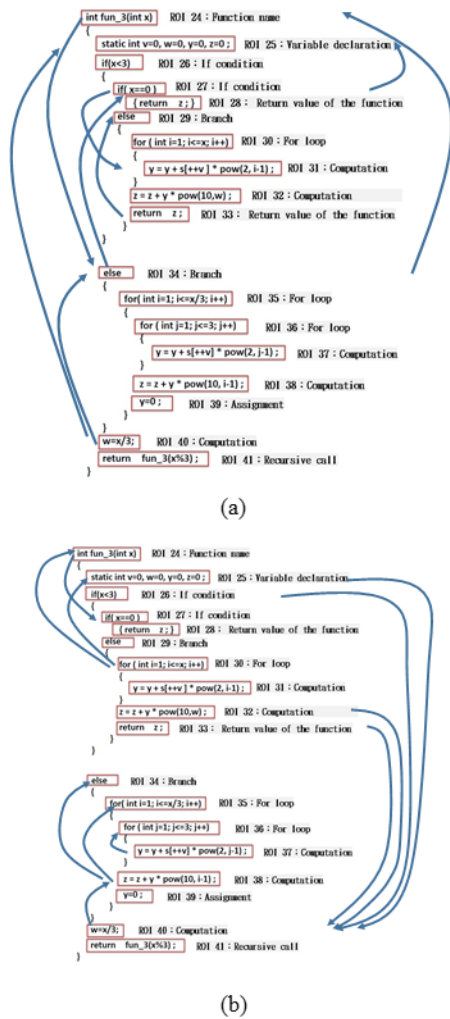 int fun_3(int x) ROI 24：Function name
{
static int v=0, w=0, y=0, z=0 ; ROI 25：Variable declaration
if(x<3) ROI 26：If condition
{
if( x==0 ) ROI 27：If condition
{ return z ; } ROI 28： Return value of the function
else ROI 29：Branch
{
for ( int i=1; i<=x; i++) ROI 30：For loop
{
y = y + s[++v ] * pow(2, i-1) ; ROI 31：Computation
}
z = z + y * pow(10,w) ; ROI 32：Computation
return z ; ROI 33： Return value of the function
}
}
else ROI 34：Branch
{
for( int i=1; i<=x/3; i++) ROI 35：For loop
{
for ( int j=1; j<=3; j++) ROI 36：For loop
{
y = y + s[++v] * pow(2, j-1) ; ROI 37：Computation
}
z = z + y * pow(10, i-1) ; ROI 38：Computation
y=0 ; ROI 39：Assignment
}
}
w=x/3; ROI 40：Computation
return fun_3(x%3) ; ROI 41：Recursive call
}
(a)
int fun_3(int x) ROI 24：Function name
{
static int v=0, w=0, y=0, z=0 ; ROI 25：Variable declaration
if(x<3) ROI 26：If condition
{
if( x==0 ) ROI 27：If condition
{ return z ; } ROI 28： Return value of the function
else ROI 29：Branch
{
for ( int i=1; i<=x; i++) ROI 30：For loop
{
y = y + s[++v ] * pow(2, i-1) ; ROI 31：Computation
}
z = z + y * pow(10,w) ; ROI 32：Computation
return z ; ROI 33： Return value of the function
}
}
else ROI 34：Branch
{
for( int i=1; i<=x/3; i++) ROI 35：For loop
{
for ( int j=1; j<=3; j++) ROI 36：For loop
{
y = y + s[++v] * pow(2, j-1) ; ROI 37：Computation
}
z = z + y * pow(10, i-1) ; ROI 38：Computation
y=0 ; ROI 39：Assignment
}
}
w=x/3; ROI 40：Computation
return fun_3(x%3) ; ROI 41：Recursive call
}
(b)